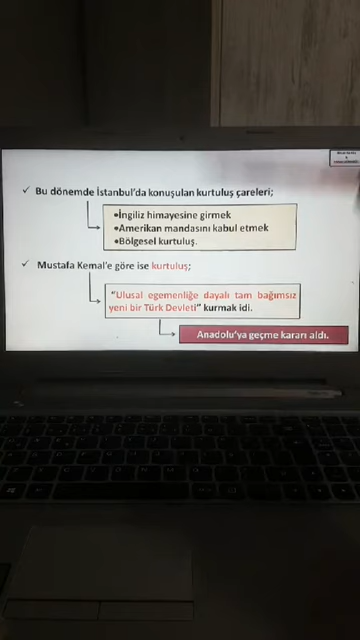 ✓ Bu dönemde İstanbul'da konuşulan kurtuluş çareleri;
•İngiliz himayesine girmek
•Amerikan mandasını kabul etmek
•Bölgesel kurtuluş.
✓ Mustafa Kemal'e göre ise kurtuluş;
"Ulusal egemenliğe dayalı tam bağımsız
yeni bir Türk Devleti" kurmak idi.
Anadolu'ya geçme kararı aldı.